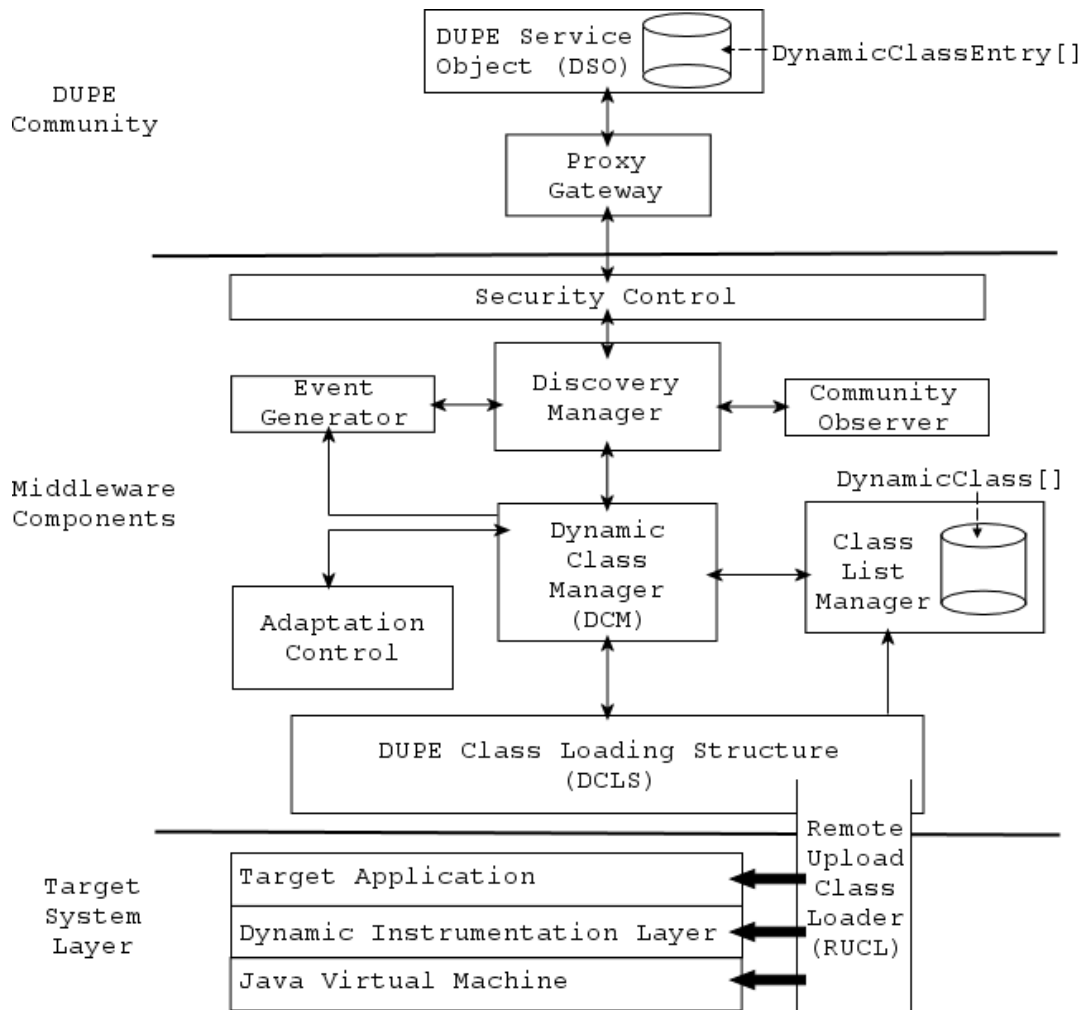 DUPE Service
Object (DSO)
DynamicClassEntry[]
DUPE
Community
Proxy
Gateway
Security Control
Event
Generator
Discovery
Manager
Community
Observer
Middleware
Components
DynamicClass[]
Dynamic
Class
Manager
(DCM)
Class
List
Manager
Adaptation
Control
DUPE Class Loading Structure
(DCLS)
Remote
Upload
Class
Loader
(RUCL)
Target
System
Layer
Target Application
Dynamic Instrumentation Layer
Java Virtual Machine